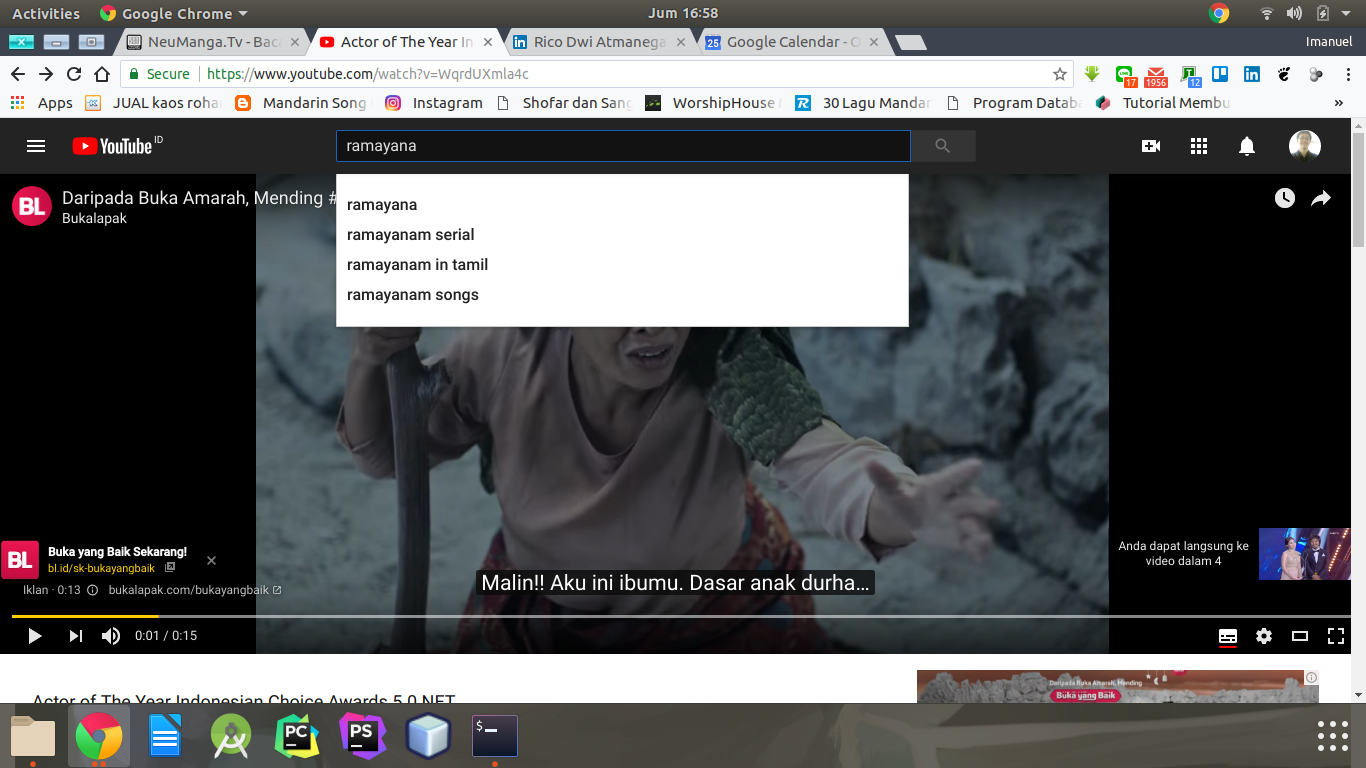 Activities Google Chrome Jum 16:58
NeuManga.Tv - Bac Actor of The Year In Rico Dwi Atmanega Google Calendar - O Imanuel
Secure https://www.youtube.com/watch?v=WqrdUXmla4c 17 1956 12
Apps JUAL kaos roha Mandarin Song Instagram Shofar dan Sang WorshipHouse 30 Lagu Mandar Program Databa Tutorial Membu »
YouTube ID ramayana
BL Daripada Buka Amarah, Mending #
Bukalapak
ramayana
ramayanam serial
ramayanam in tamil
ramayanam songs
BL Buka yang Baik Sekarang!
bl.id/sk-bukayangbaik
Anda dapat langsung ke
video dalam 4
Iklan · 0:13 bukalapak.com/bukayangbaik
Malin!! Aku ini ibumu. Dasar anak durha...
0:01 / 0:15
Actor of The Year Indonesian Choice Awards 5.0 NET
Daripada Buka Amarah, Mending
Buka yang Baik
PC PS $